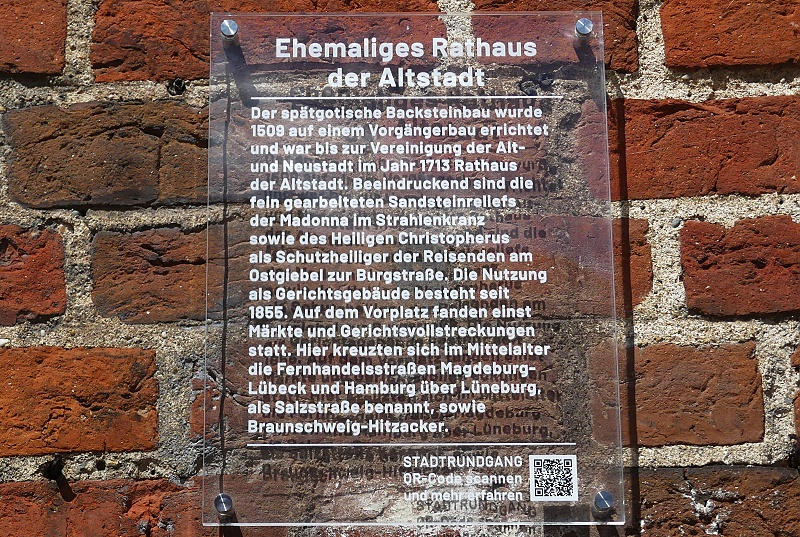 Ehemaliges Rathaus
der Altstadt
Der spätgotische Backsteinbau wurde
1509 auf einem Vorgängerbau errichtet
und war bis zur Vereinigung der Alt-
und Neustadt im Jahr 1713 Rathaus
der Altstadt. Beeindruckend sind die
fein gearbeiteten Sandsteinreliefs
der Madonna im Strahlenkranz
sowie des Heiligen Christopherus
als Schutzheiliger der Reisenden am
Ostgiebel zur Burgstraße. Die Nutzung
als Gerichtsgebäude besteht seit
1855. Auf dem Vorplatz fanden einst
Märkte und Gerichtsvollstreckungen
statt. Hier kreuzten sich im Mittelalter
die Fernhandelsstraßen Magdeburg-
Lübeck und Hamburg über Lüneburg,
als Salzstraße benannt, sowie
Braunschweig-Hitzacker.
STADTRUNDGANG
QR-Code scannen
und mehr erfahren